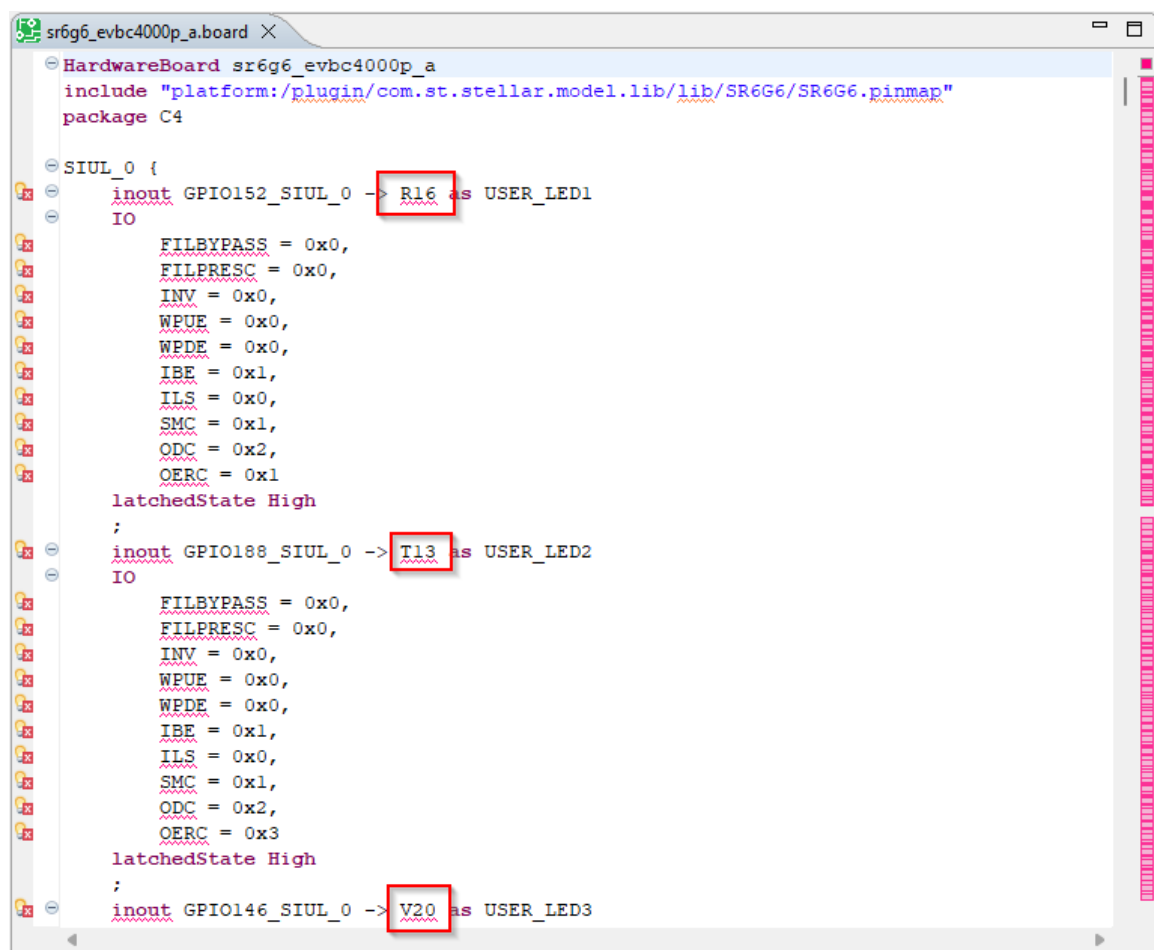 sr6g6_evbc4000p_a.board
HardwareBoard sr6g6_evbc4000p_a
include "platform:/plugin/com.st.stellar.model.lib/lib/SR6G6/SR6G6.pinmap"
package C4
SIUL_0 {
inout GPIO152_SIUL_0 -> R16 as USER_LED1
IO
FILBYPASS = 0x0,
FILPRESC = 0x0,
INV = 0x0,
WPUE = 0x0,
WPDE = 0x0,
IBE = 0x1,
ILS = 0x0,
SMC = 0x1,
ODC = 0x2,
OERC = 0x1
latchedState High
;
inout GPIO188_SIUL_0 -> T13 as USER_LED2
IO
FILBYPASS = 0x0,
FILPRESC = 0x0,
INV = 0x0,
WPUE = 0x0,
WPDE = 0x0,
IBE = 0x1,
ILS = 0x0,
SMC = 0x1,
ODC = 0x2,
OERC = 0x3
latchedState High
;
inout GPIO146_SIUL_0 -> V20 as USER_LED3